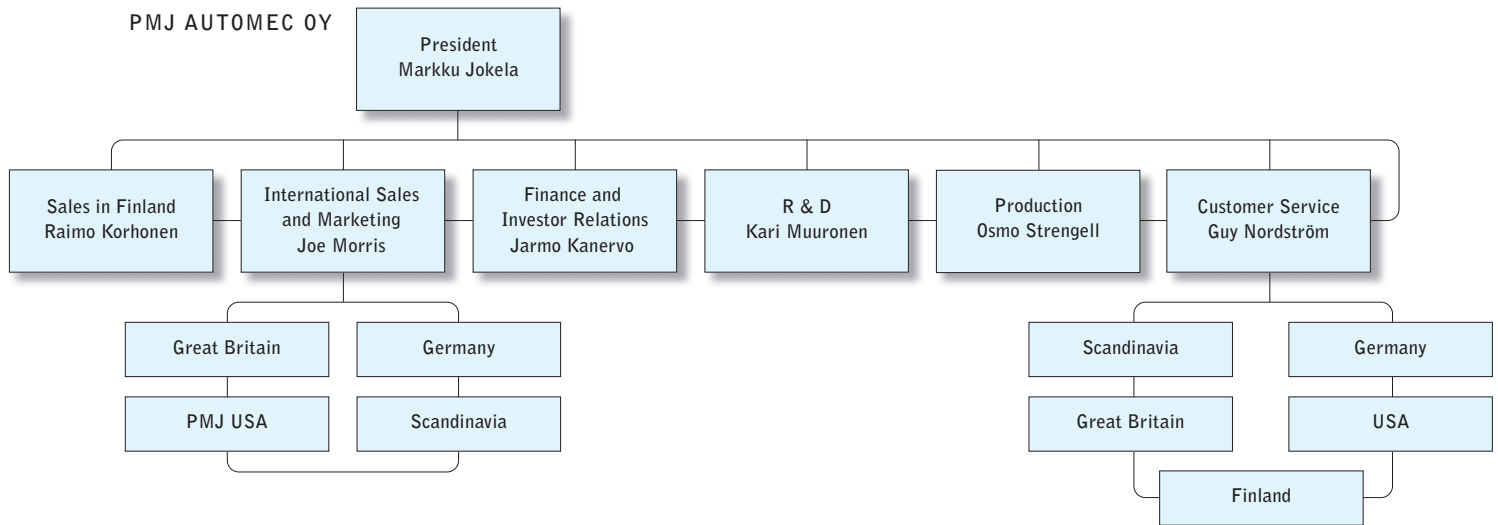 PMJ AUTOMEC OY
President
Markku Jokela
Sales in Finland
Raimo Korhonen
International Sales
and Marketing
Joe Morris
Finance and
Investor Relations
Jarmo Kanervo
R & D
Kari Muuronen
Production
Osmo Strengell
Customer Service
Guy Nordström
Great Britain
Germany
PMJ USA
Scandinavia
Scandinavia
Germany
Great Britain
USA
Finland